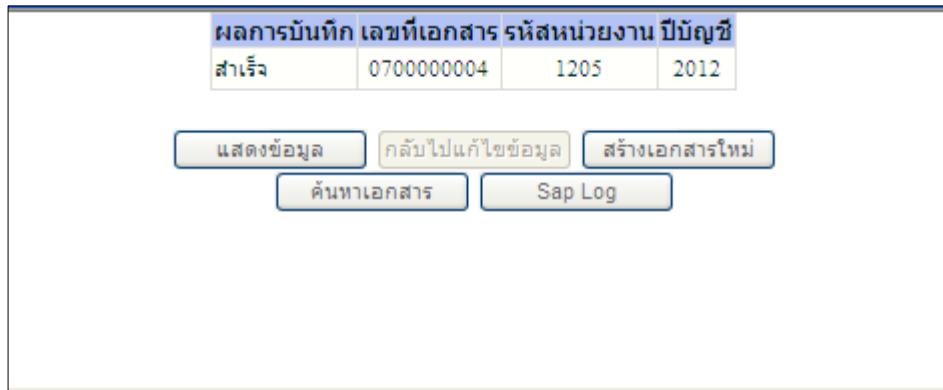 ผลการบันทึก เลขที่เอกสาร รหัสหน่วยงาน ปีบัญชี
สำเร็จ 0700000004 1205 2012
แสดงข้อมูล กลับไปแก้ไขข้อมูล สร้างเอกสารใหม่
ค้นหาเอกสาร Sap Log